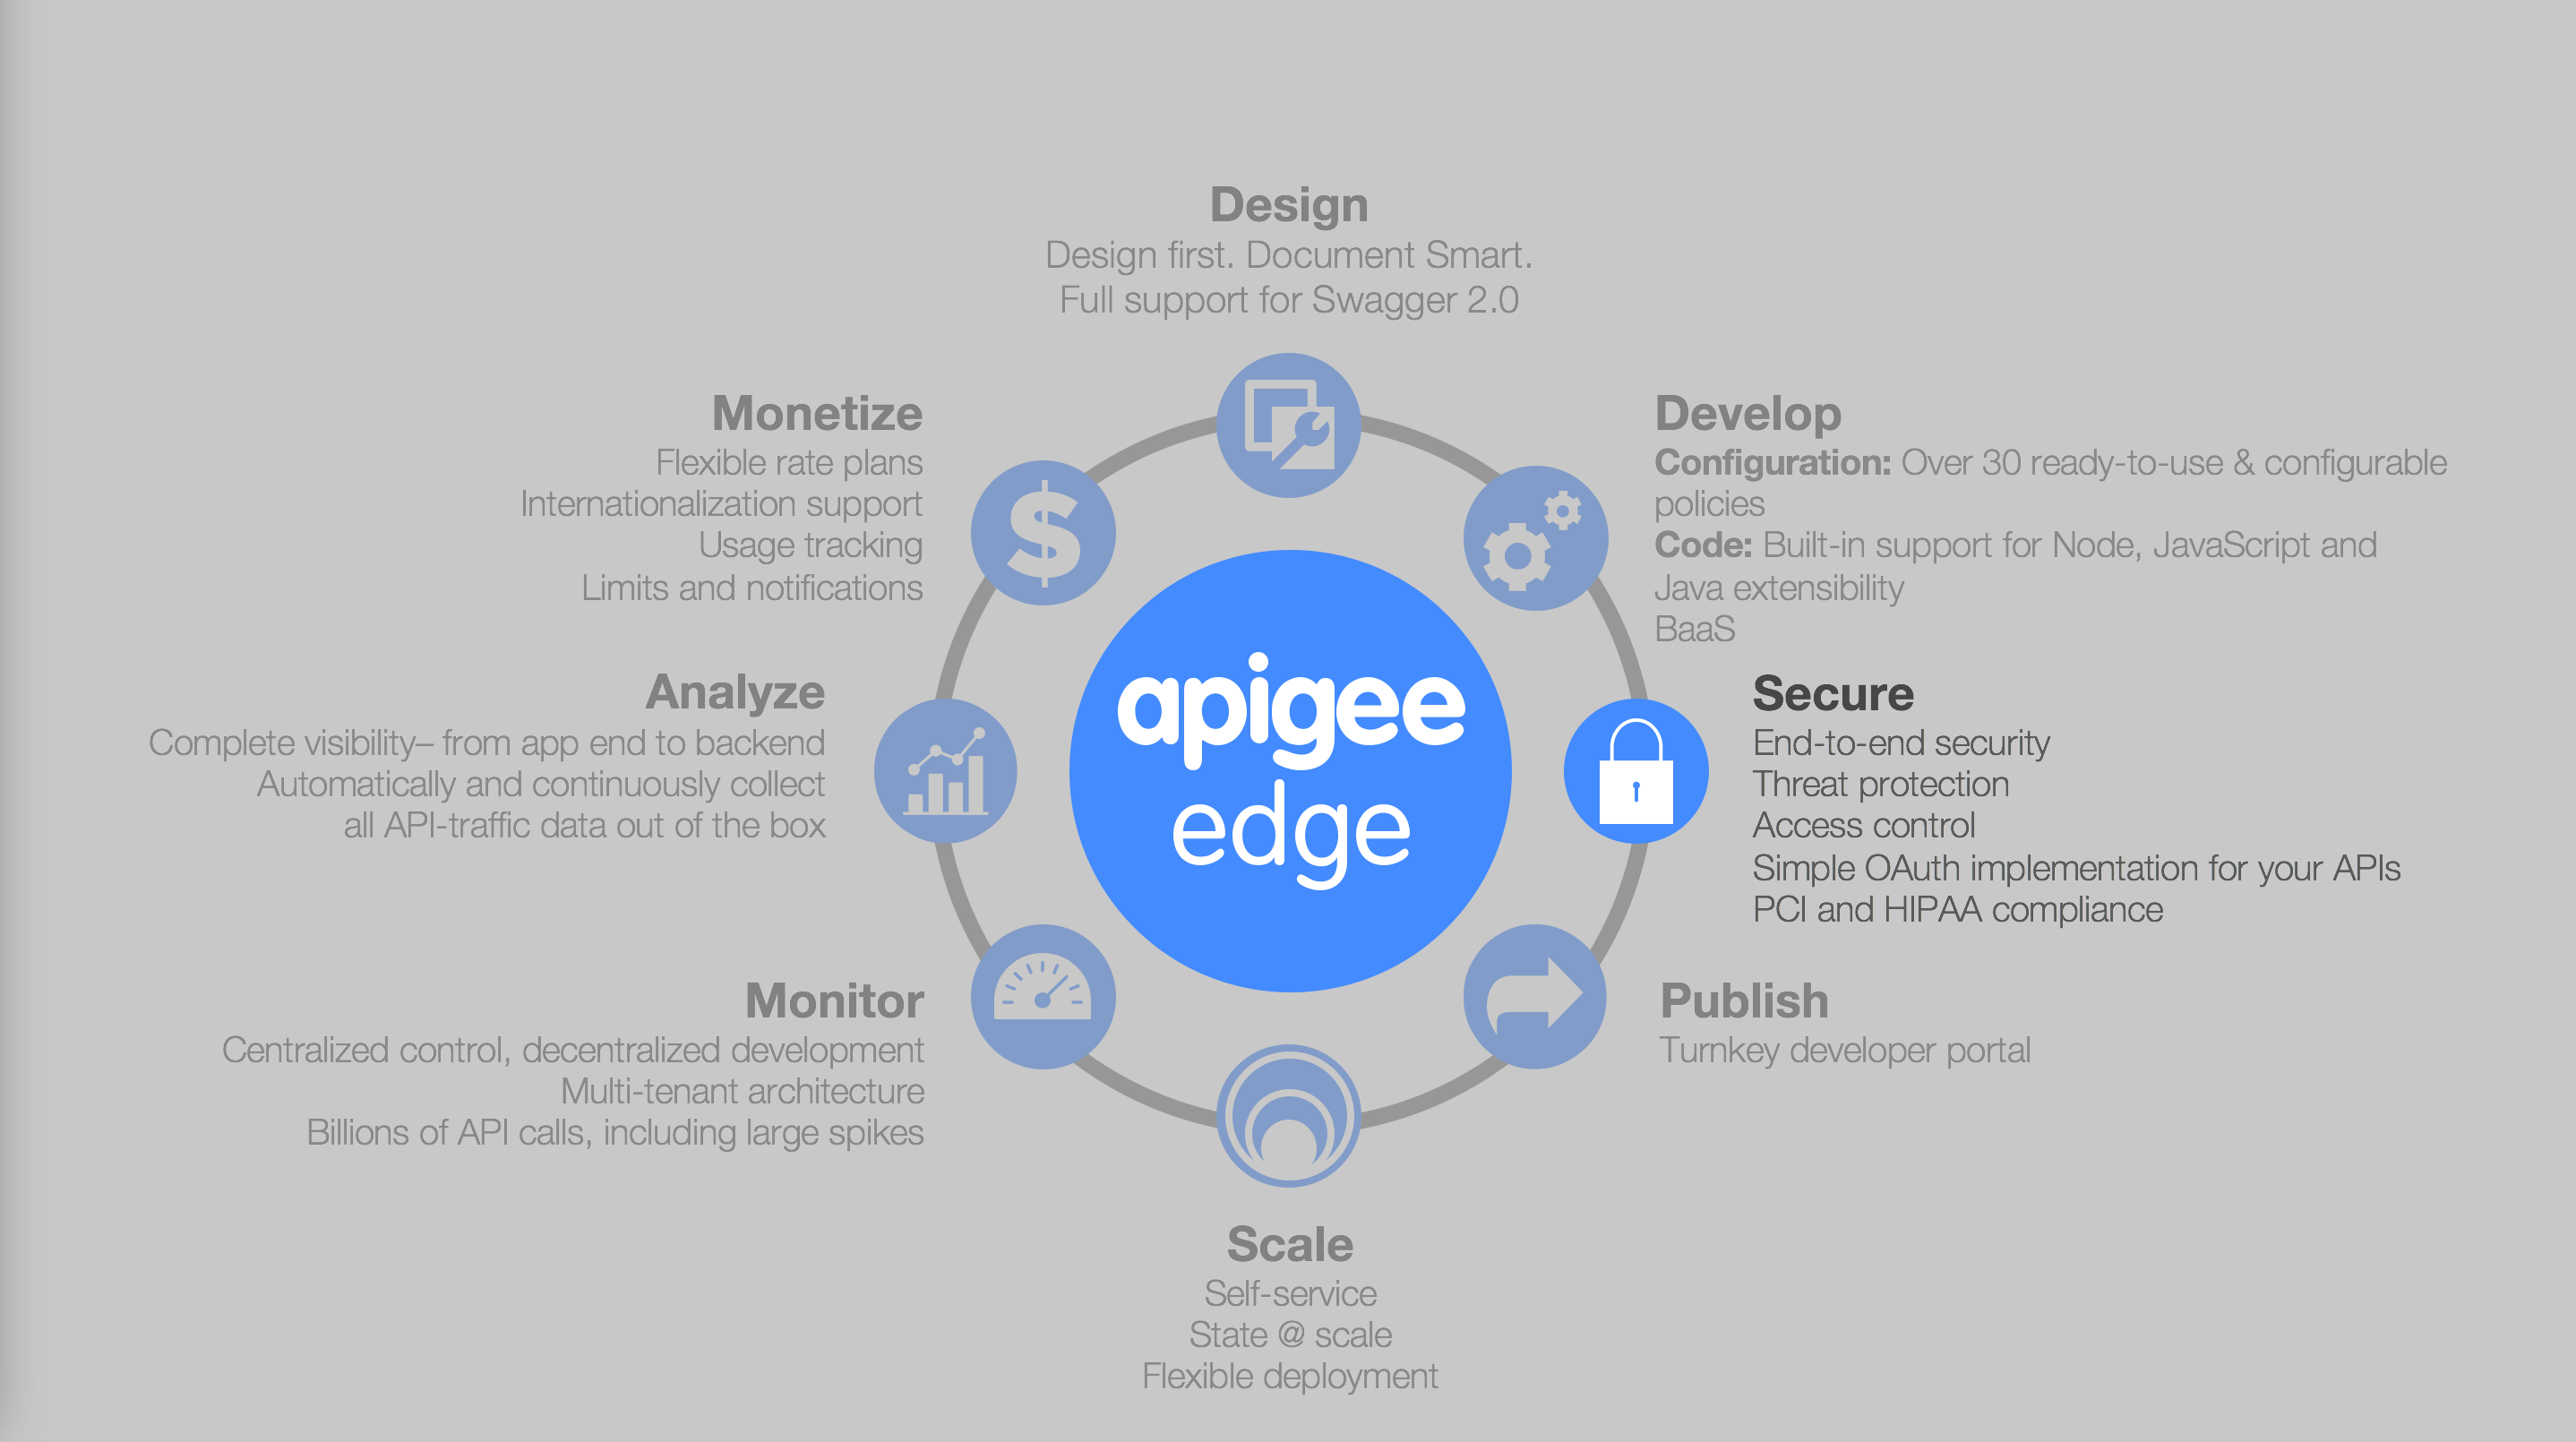 Design
Design first. Document Smart.
Full support for Swagger 2.0
Monetize
Flexible rate plans
Internationalization support
Usage tracking
Limits and notifications
Develop
Configuration: Over 30 ready-to-use & configurable
policies
Code: Built-in support for Node, JavaScript and
Java extensibility
BaaS
apigee
edge
Analyze
Complete visibility– from app end to backend
Automatically and continuously collect
all API-traffic data out of the box
Secure
End-to-end security
Threat protection
Access control
Simple OAuth implementation for your APIs
PCI and HIPAA compliance
Monitor
Centralized control, decentralized development
Multi-tenant architecture
Billions of API calls, including large spikes
Publish
Turnkey developer portal
Scale
Self-service
State @ scale
Flexible deployment